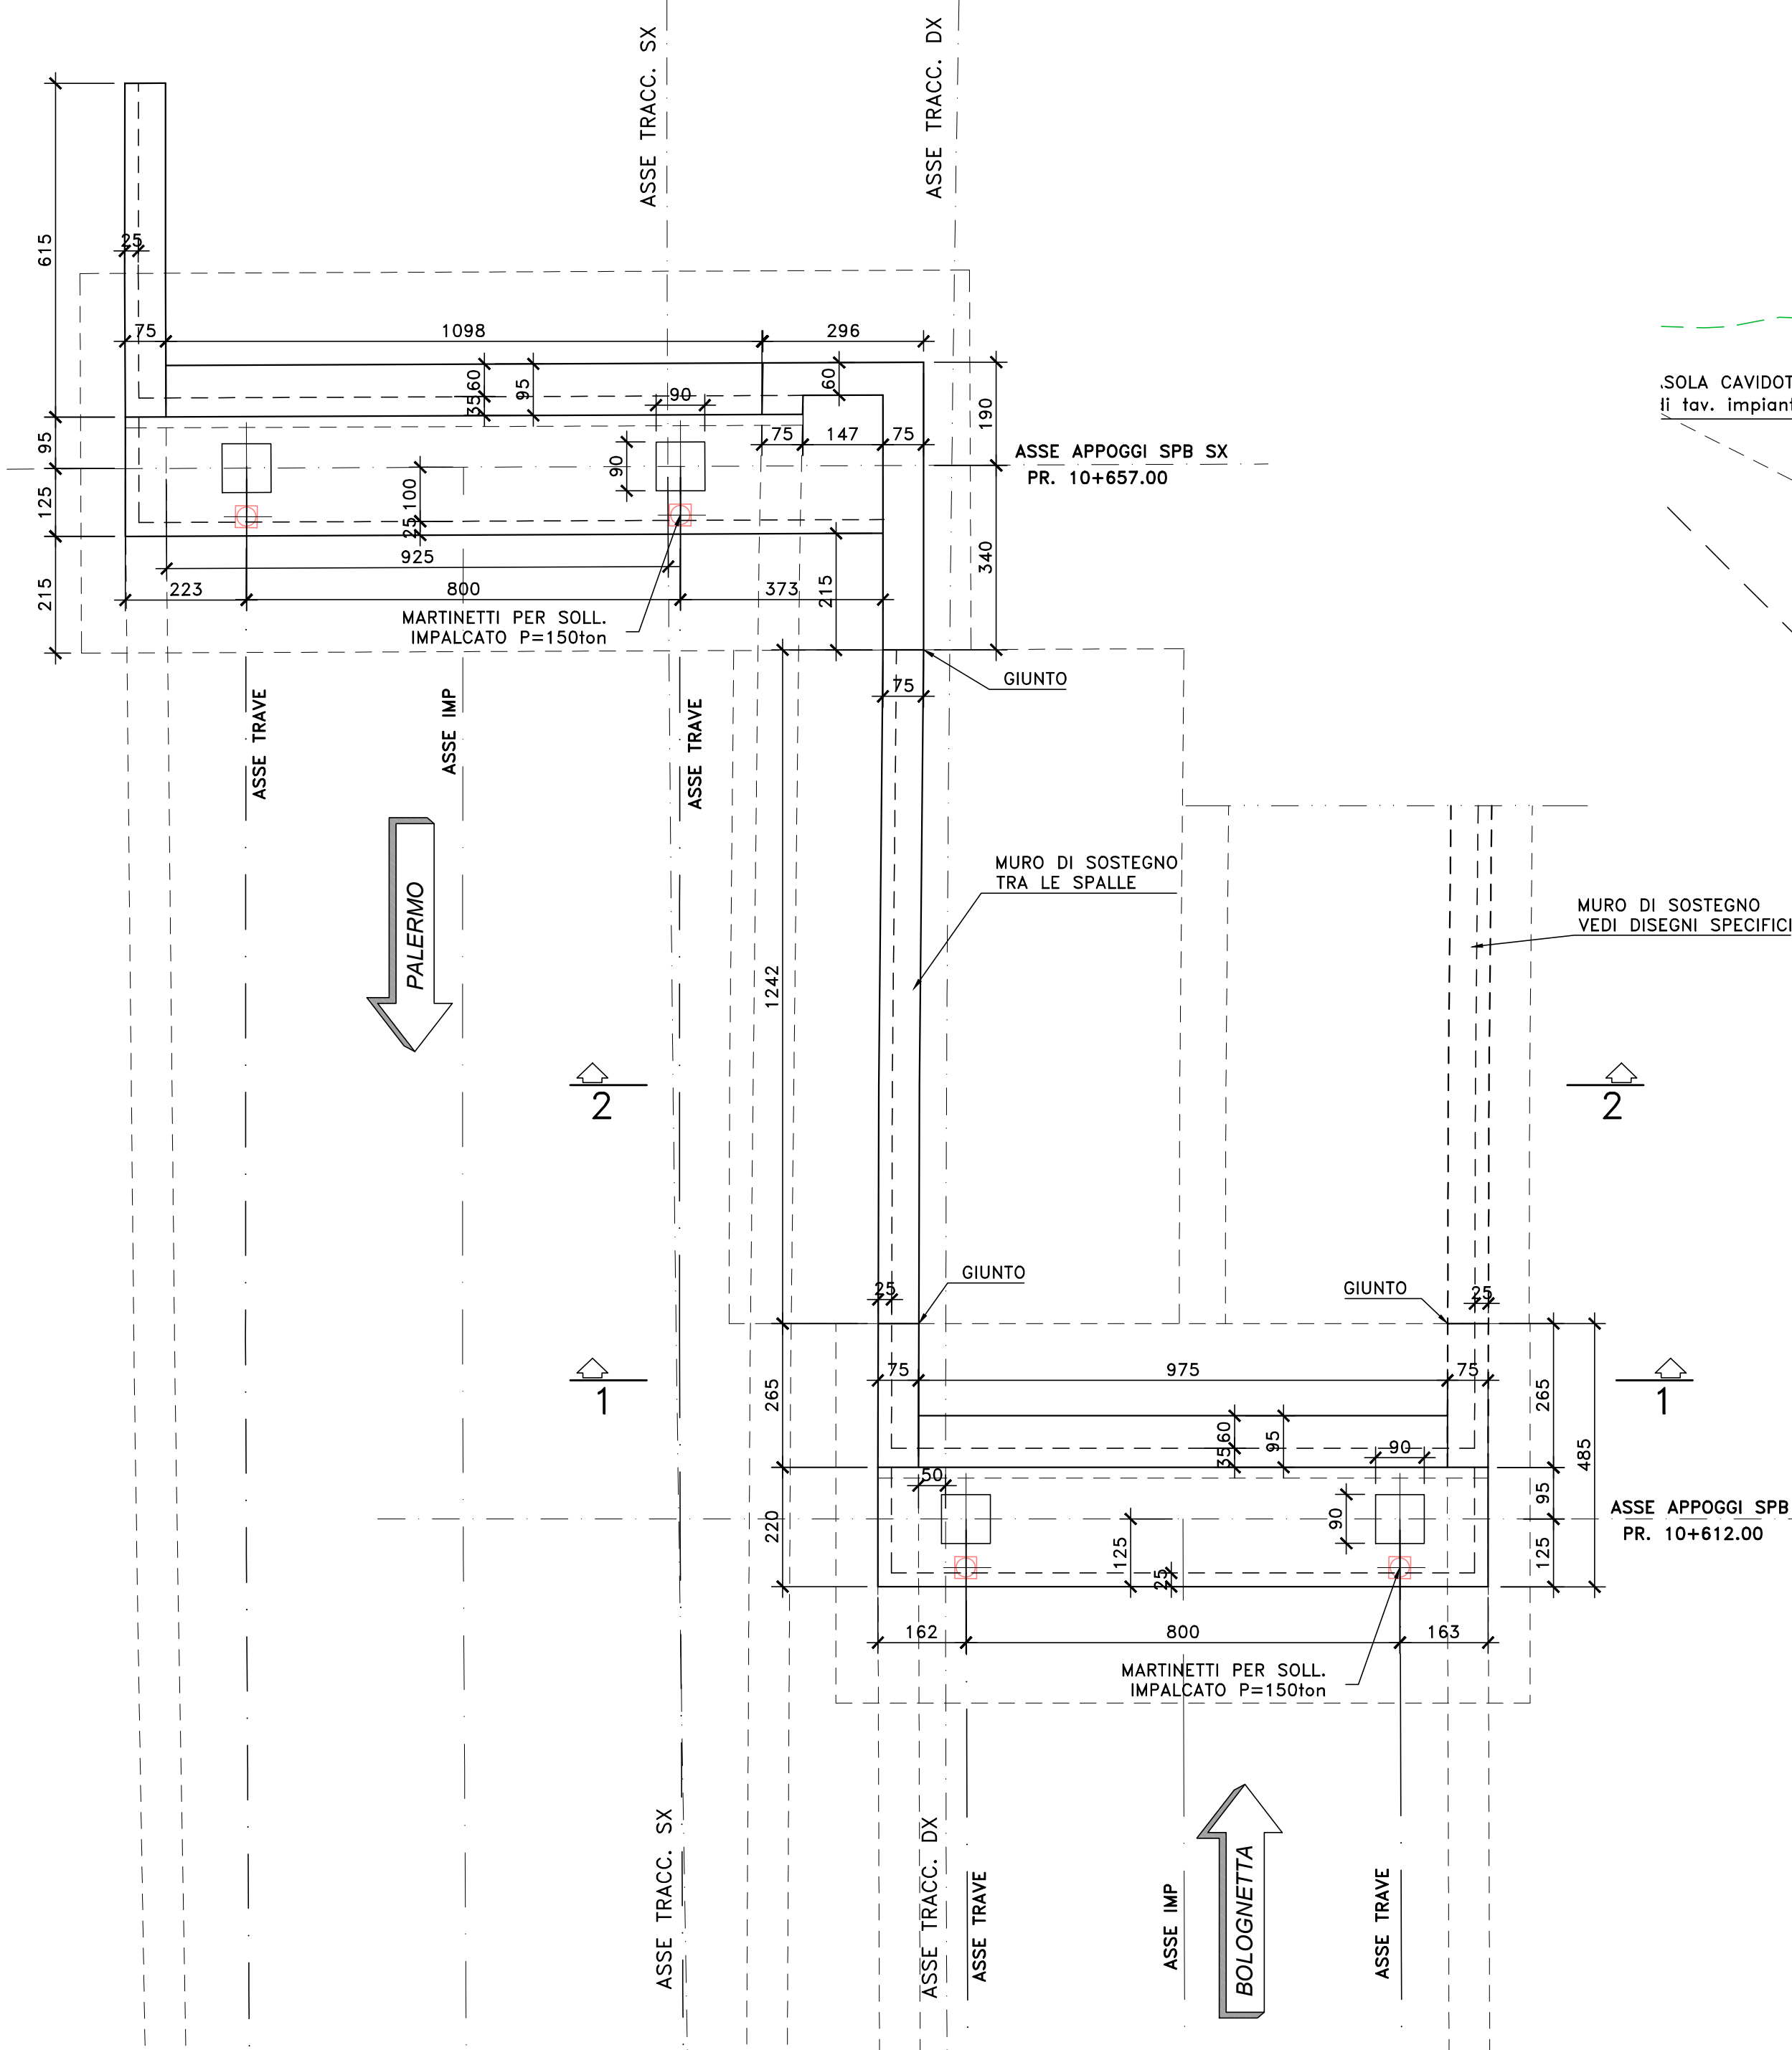 ASSE TRACC. SX
ASSE TRACC. DX
615
25
75
1098
296
60
35
95
60
90
190
75
147
75
95
90
100
125
25
ASSE APPOGGI SPB SX
PR. 10+657.00
340
925
215
223
800
373
215
MARTINETTI PER SOLL.
IMPALCATO P=150ton
GIUNTO
75
ASSE TRAVE
ASSE IMP
ASSE TRAVE
SOLA CAVIDOT
di tav. impiant
PALERMO
MURO DI SOSTEGNO
TRA LE SPALLE
MURO DI SOSTEGNO
VEDI DISEGNI SPECIFICI
1242
2
2
GIUNTO
GIUNTO
25
25
75
975
75
1
1
265
60
35
95
90
265
485
50
90
95
220
125
25
125
ASSE APPOGGI SPB
PR. 10+612.00
162
800
163
MARTINETTI PER SOLL.
IMPALCATO P=150ton
ASSE TRACC. SX
ASSE TRACC. DX
ASSE TRAVE
ASSE IMP
BOLOGNETTA
ASSE TRAVE